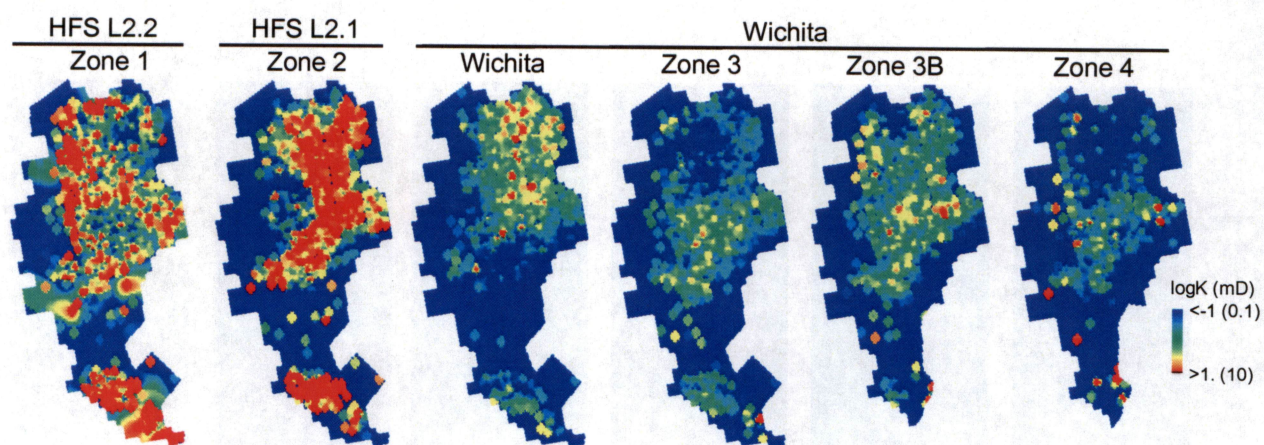 HFS L2.2
HFS L2.1
Wichita
Zone 1
Zone 2
Wichita
Zone 3
Zone 3B
Zone 4
logK (mD)
<-1 (0.1)
>1. (10)